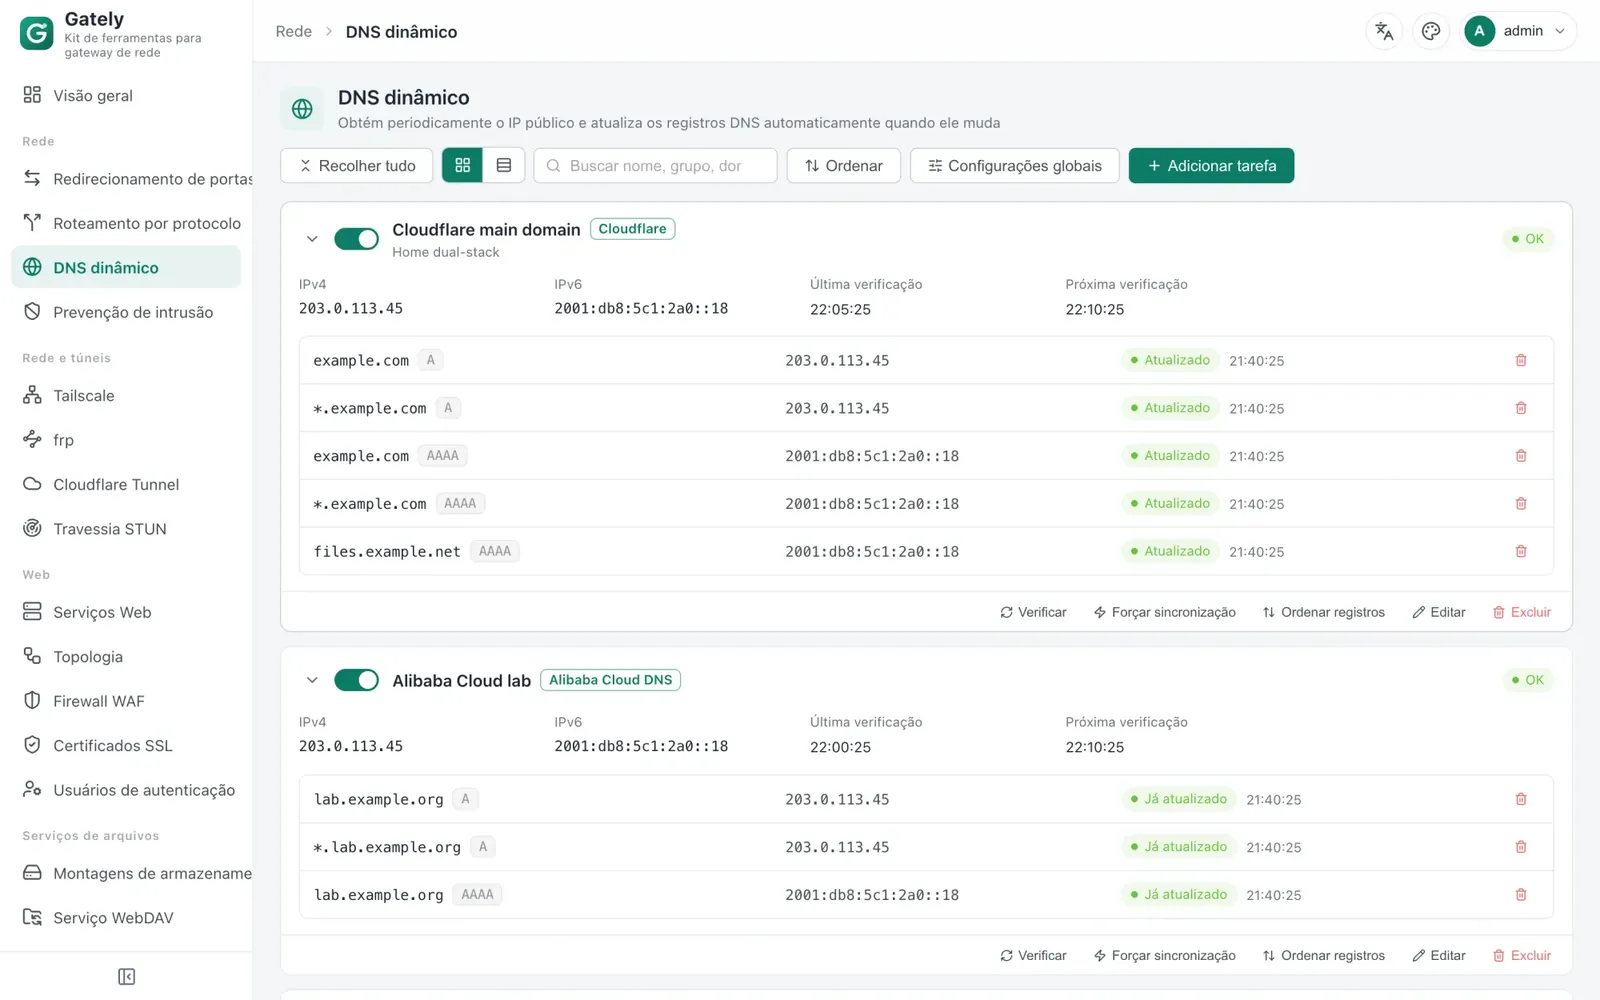 Gately
Kit de ferramentas para
gateway de rede
Visão geral
Rede
Redirecionamento de portas
Roteamento por protocolo
DNS dinâmico
Prevenção de intrusão
Rede e túneis
Tailscale
frp
Cloudflare Tunnel
Travessia STUN
Web
Serviços Web
Topologia
Firewall WAF
Certificados SSL
Usuários de autenticação
Serviços de arquivos
Montagens de armazename
Serviço WebDAV
Rede > DNS dinâmico
A admin
DNS dinâmico
Obtém periodicamente o IP público e atualiza os registros DNS automaticamente quando ele muda
Recolher tudo
Buscar nome, grupo, dor
Ordenar
Configurações globais
+ Adicionar tarefa
Cloudflare main domain Cloudflare
Home dual-stack
OK
IPv4 IPv6 Última verificação Próxima verificação
203.0.113.45 2001:db8:5c1:2a0::18 22:05:25 22:10:25
example.com A 203.0.113.45 Atualizado 21:40:25
*.example.com A 203.0.113.45 Atualizado 21:40:25
example.com AAAA 2001:db8:5c1:2a0::18 Atualizado 21:40:25
*.example.com AAAA 2001:db8:5c1:2a0::18 Atualizado 21:40:25
files.example.net AAAA 2001:db8:5c1:2a0::18 Atualizado 21:40:25
Verificar Forçar sincronização Ordenar registros Editar Excluir
Alibaba Cloud lab Alibaba Cloud DNS OK
IPv4 IPv6 Última verificação Próxima verificação
203.0.113.45 2001:db8:5c1:2a0::18 22:00:25 22:10:25
lab.example.org A 203.0.113.45 Já atualizado 21:40:25
*.lab.example.org A 203.0.113.45 Já atualizado 21:40:25
lab.example.org AAAA 2001:db8:5c1:2a0::18 Já atualizado 21:40:25
Verificar Forçar sincronização Ordenar registros Editar Excluir